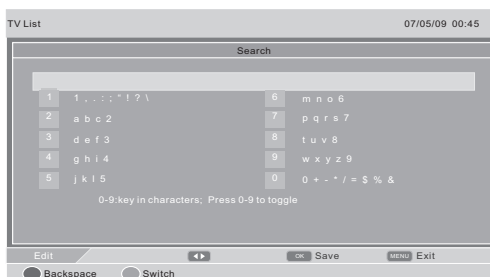 TV List 07/05/09 00:45
Search
1 1 , . : ; " ! ? \
2 a b c 2
3 d e f 3
4 g h i 4
5 j k l 5
6 m n o 6
7 p q r s 7
8 t u v 8
9 w x y z 9
0 0 + - * / = $ % &
0-9:key in characters; Press 0-9 to toggle
Edit OK Save MENU Exit
Backspace Switch